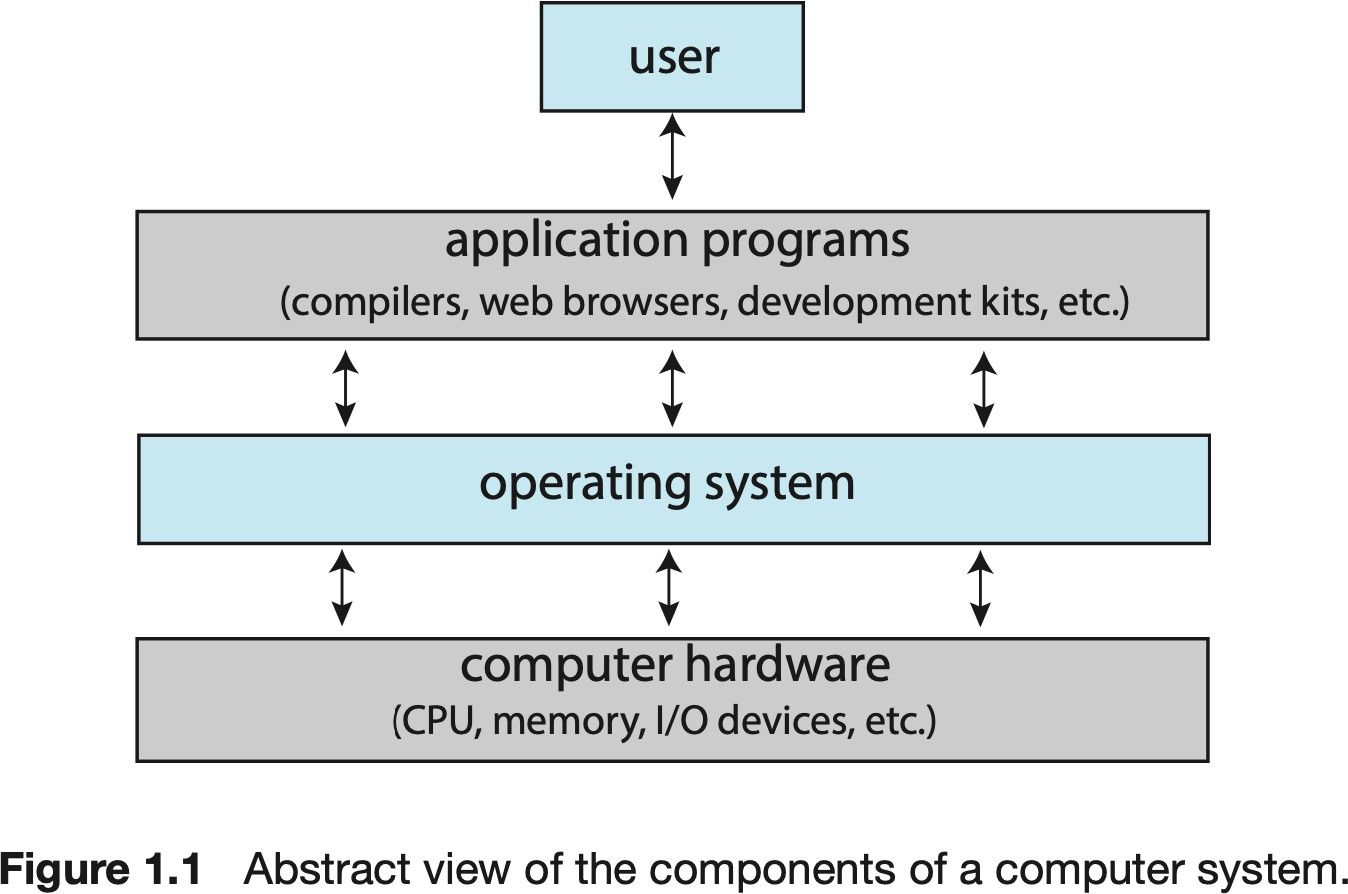 user
application programs
(compilers, web browsers, development kits, etc.)
operating system
computer hardware
(CPU, memory, I/O devices, etc.)
Figure 1.1 Abstract view of the components of a computer system.